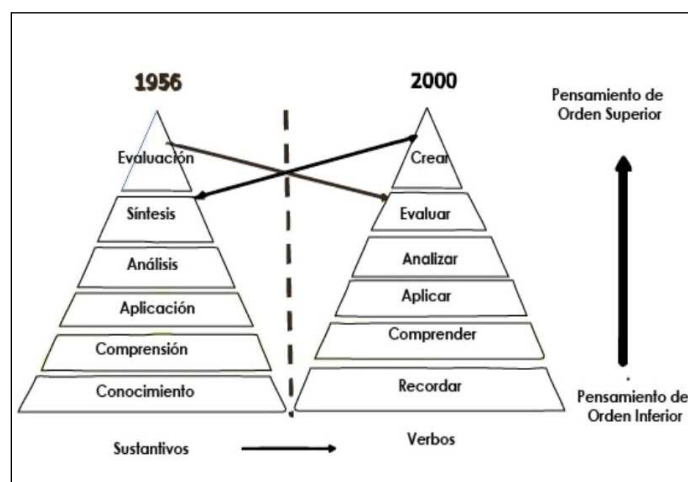 1956
2000
Pensamiento de
Orden Superior
Evaluación
Síntesis
Análisis
Aplicación
Comprensión
Conocimiento
Crear
Evaluar
Analizar
Aplicar
Comprender
Recordar
Pensamiento de
Orden Inferior
Sustantivos
Verbos